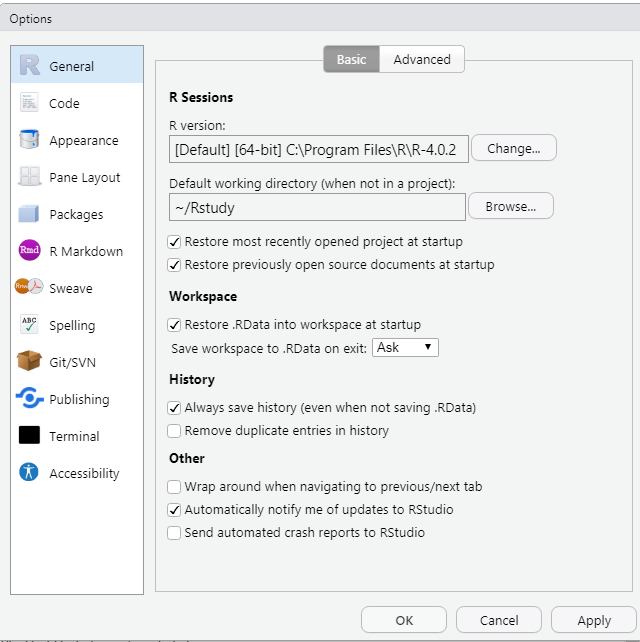 Options
General
Code
Appearance
Pane Layout
Packages
Rmd R Markdown
Rnw Sweave
ABC Spelling
Git/SVN
Publishing
Terminal
Accessibility
Basic Advanced
R Sessions
R version:
[Default] [64-bit] C:\Program Files\R\R-4.0.2 Change...
Default working directory (when not in a project):
~/Rstudy Browse...
Restore most recently opened project at startup
Restore previously open source documents at startup
Workspace
Restore .RData into workspace at startup
Save workspace to .RData on exit: Ask
History
Always save history (even when not saving .RData)
Remove duplicate entries in history
Other
Wrap around when navigating to previous/next tab
Automatically notify me of updates to RStudio
Send automated crash reports to RStudio
OK Cancel Apply